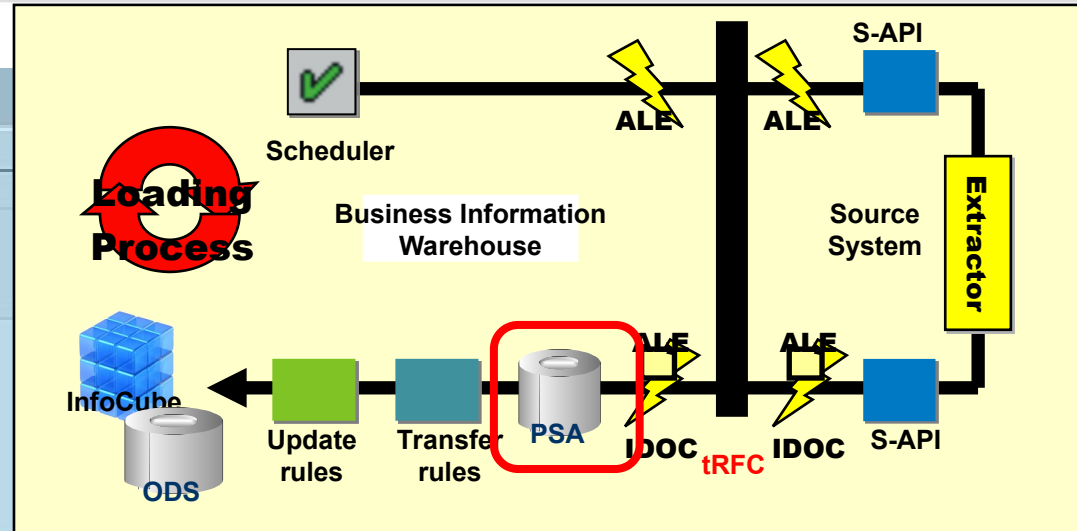 S-API
ALE
ALE
Scheduler
Loading
Process
Business Information
Warehouse
Source
System
Extractor
ALE
ALE
InfoCube
Update
rules
Transfer
rules
PSA
IDOC
tRFC
IDOC
S-API
ODS